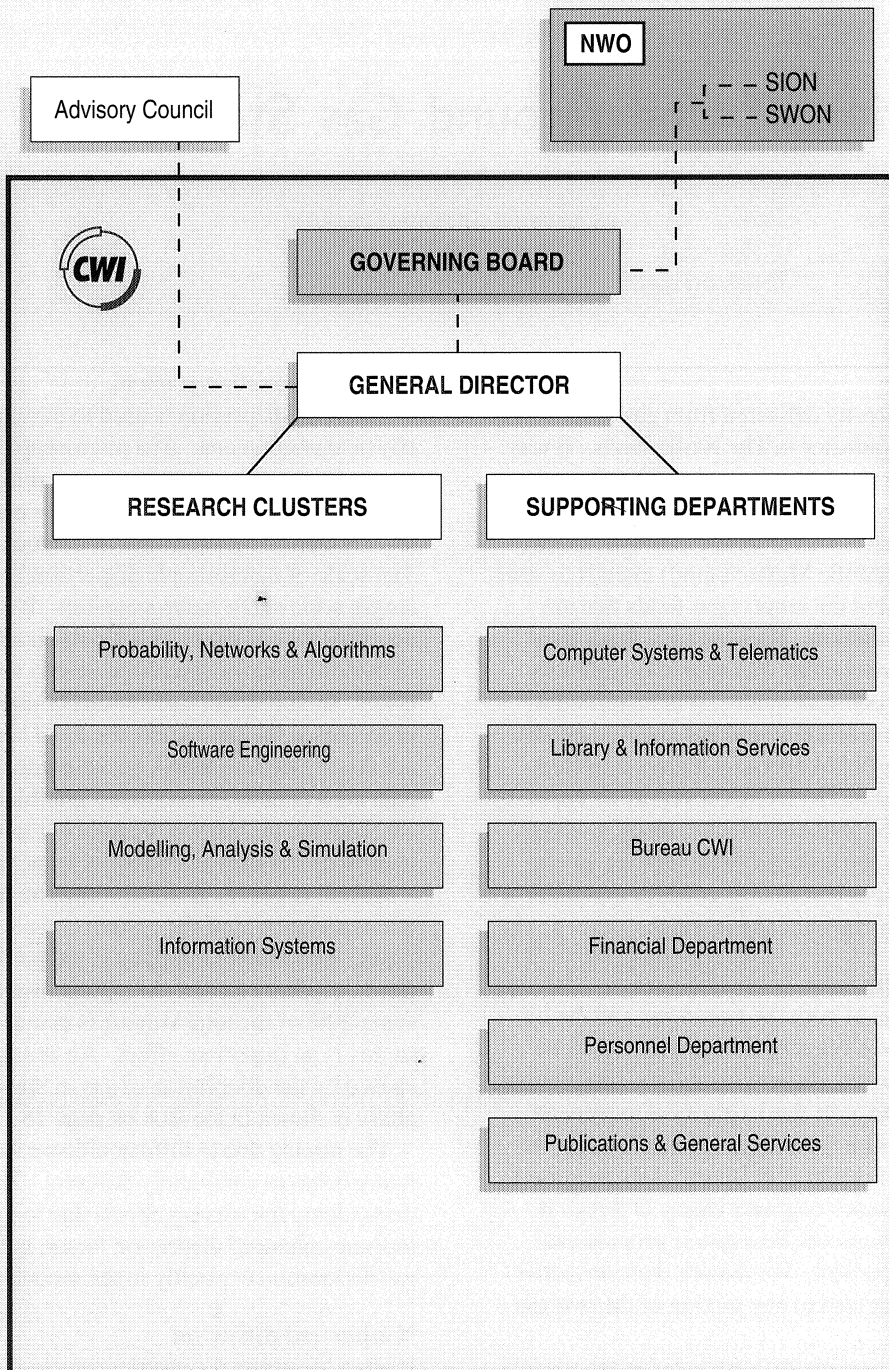 NWO
SION
SWON
Advisory Council
CWI
GOVERNING BOARD
GENERAL DIRECTOR
RESEARCH CLUSTERS
SUPPORTING DEPARTMENTS
Probability, Networks & Algorithms
Software Engineering
Modelling, Analysis & Simulation
Information Systems
Computer Systems & Telematics
Library & Information Services
Bureau CWI
Financial Department
Personnel Department
Publications & General Services